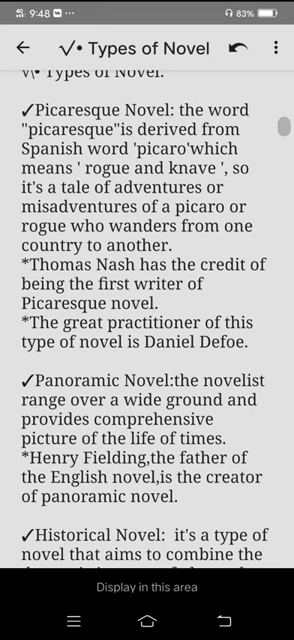 9:48 83%
√• Types of Novel
√\• Types of Novel.
✓Picaresque Novel: the word
"picaresque"is derived from
Spanish word 'picaro'which
means ' rogue and knave ', so
it's a tale of adventures or
misadventures of a picaro or
rogue who wanders from one
country to another.
*Thomas Nash has the credit of
being the first writer of
Picaresque novel.
*The great practitioner of this
type of novel is Daniel Defoe.
✓Panoramic Novel:the novelist
range over a wide ground and
provides comprehensive
picture of the life of times.
*Henry Fielding,the father of
the English novel,is the creator
of panoramic novel.
✓Historical Novel: it's a type of
novel that aims to combine the
Display in this area